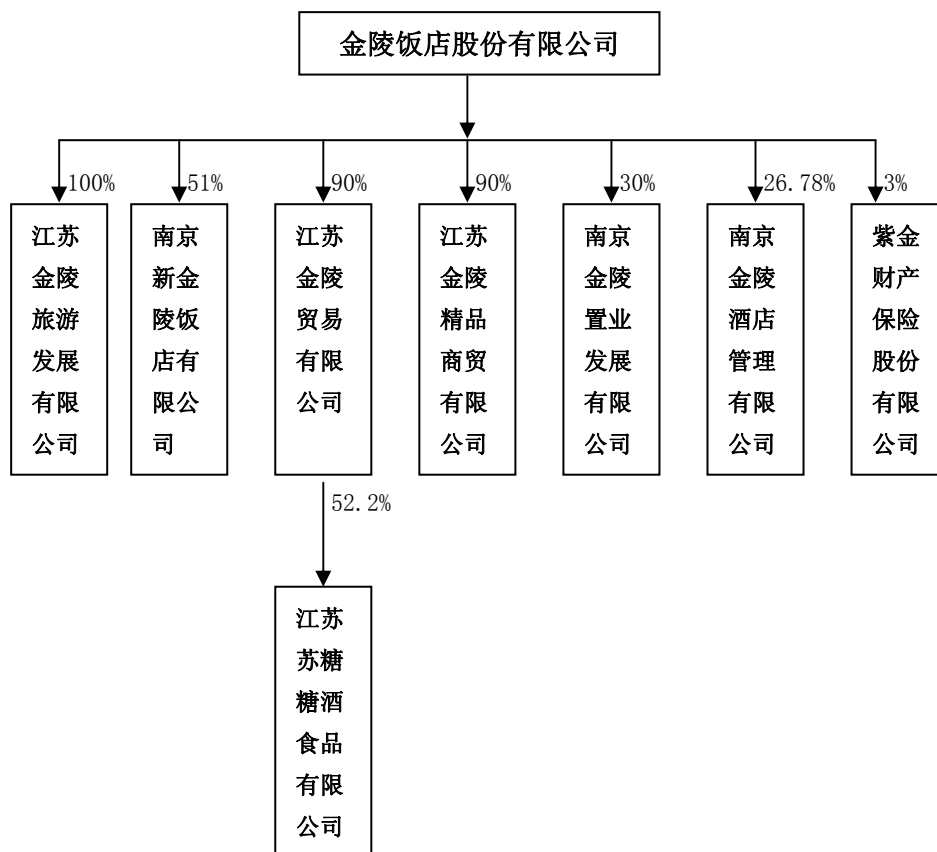 金陵饭店股份有限公司
100%
51%
90%
90%
30%
26.78%
3%
江苏
金陵
旅游
发展
有限
公司
南京
新金
陵饭
店有
限公
司
江苏
金陵
贸易
有限
公司
江苏
金陵
精品
商贸
有限
公司
南京
金陵
置业
发展
有限
公司
南京
金陵
酒店
管理
有限
公司
紫金
财产
保险
股份
有限
公司
52.2%
江苏
苏糖
糖酒
食品
有限
公司